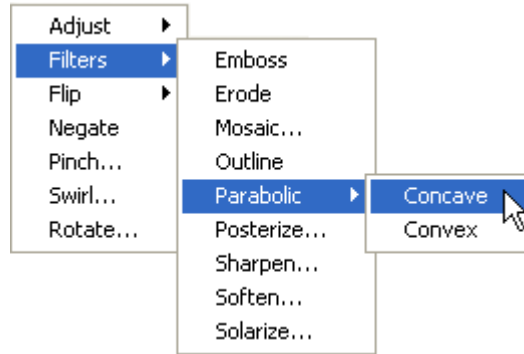 Adjust
Filters
Flip
Negate
Pinch...
Swirl...
Rotate...
Emboss
Erode
Mosaic...
Outline
Parabolic
Posterize...
Sharpen...
Soften...
Solarize...
Concave
Convex